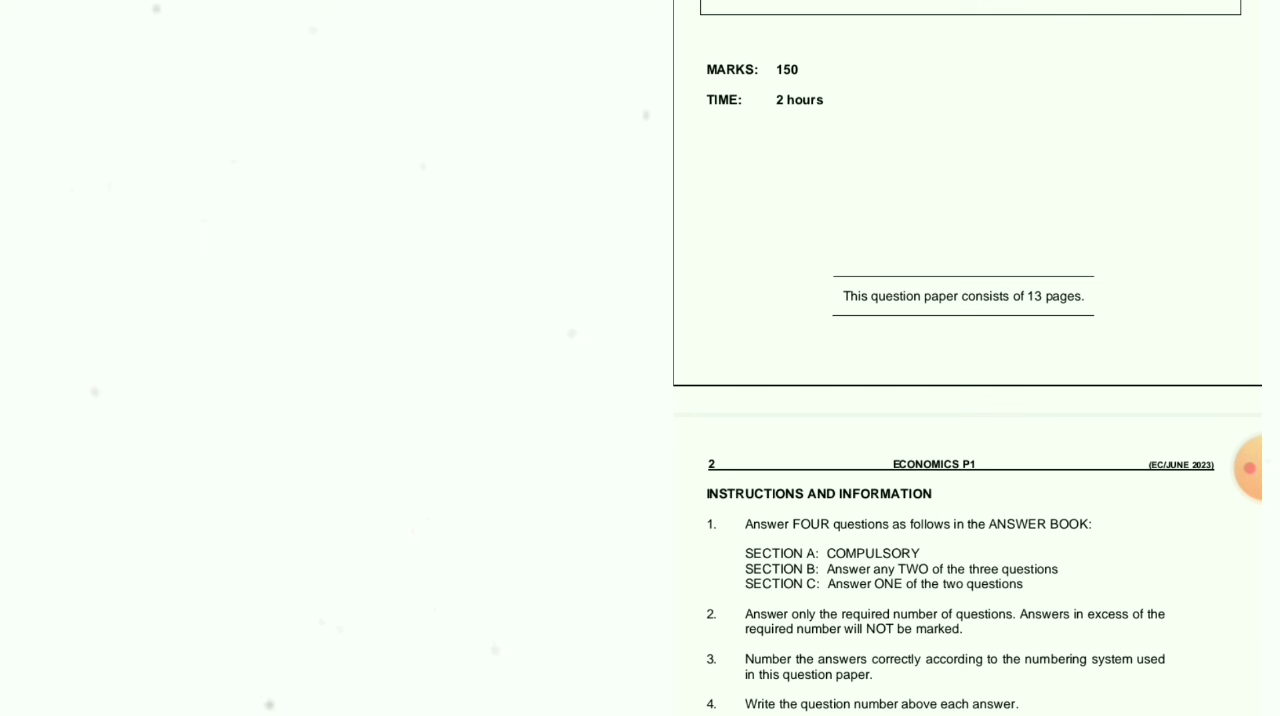 MARKS: 150
TIME: 2 hours
This question paper consists of 13 pages.
2 ECONOMICS P1 (EC/JUNE 2023)
INSTRUCTIONS AND INFORMATION
1. Answer FOUR questions as follows in the ANSWER BOOK:
SECTION A: COMPULSORY
SECTION B: Answer any TWO of the three questions
SECTION C: Answer ONE of the two questions
2. Answer only the required number of questions. Answers in excess of the
required number will NOT be marked.
3. Number the answers correctly according to the numbering system used
in this question paper.
4. Write the question number above each answer.